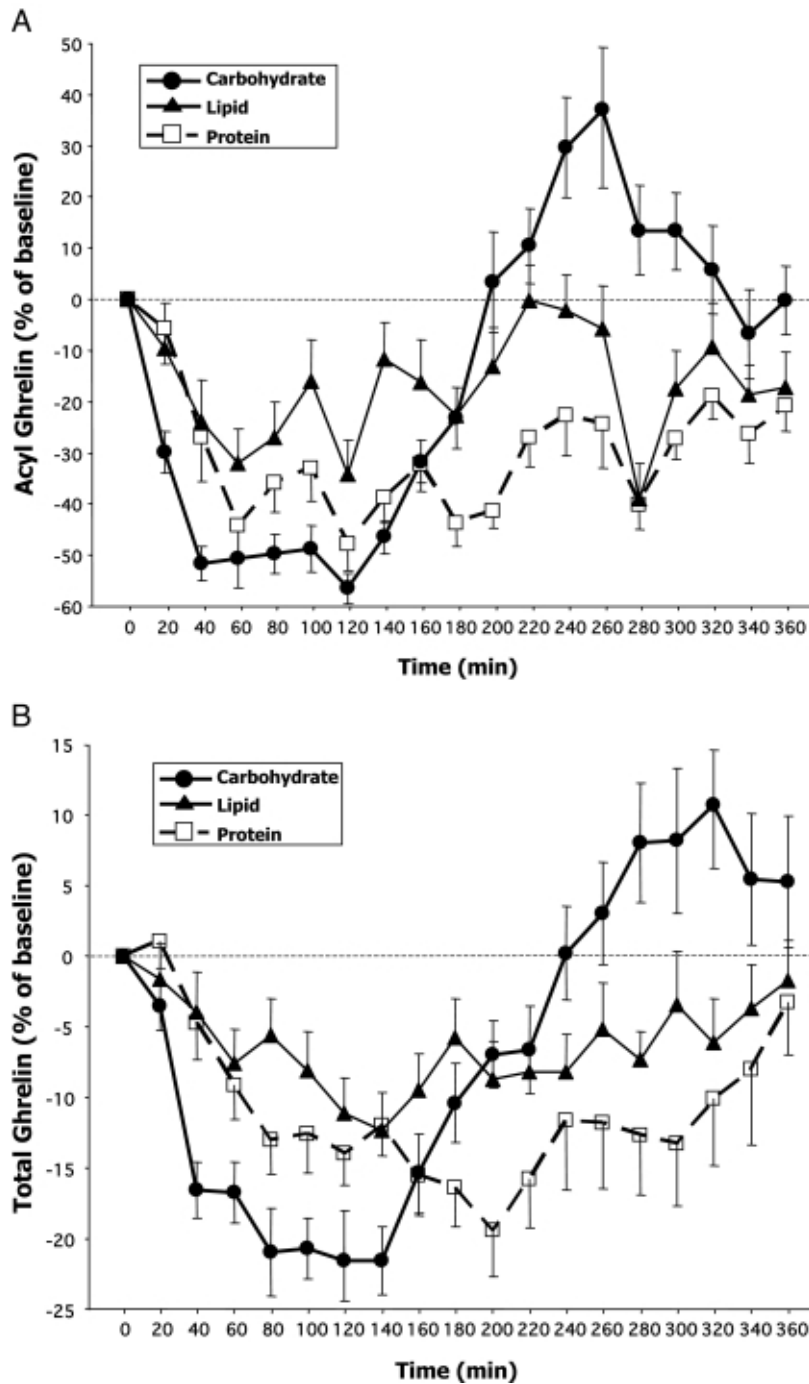 A
Acyl Ghrelin (% of baseline)
50
40
30
20
10
0
-10
-20
-30
-40
-50
-60
Carbohydrate
Lipid
Protein
0 20 40 60 80 100 120 140 160 180 200 220 240 260 280 300 320 340 360
Time (min)
B
Total Ghrelin (% of baseline)
15
10
5
0
-5
-10
-15
-20
-25
Carbohydrate
Lipid
Protein
0 20 40 60 80 100 120 140 160 180 200 220 240 260 280 300 320 340 360
Time (min)